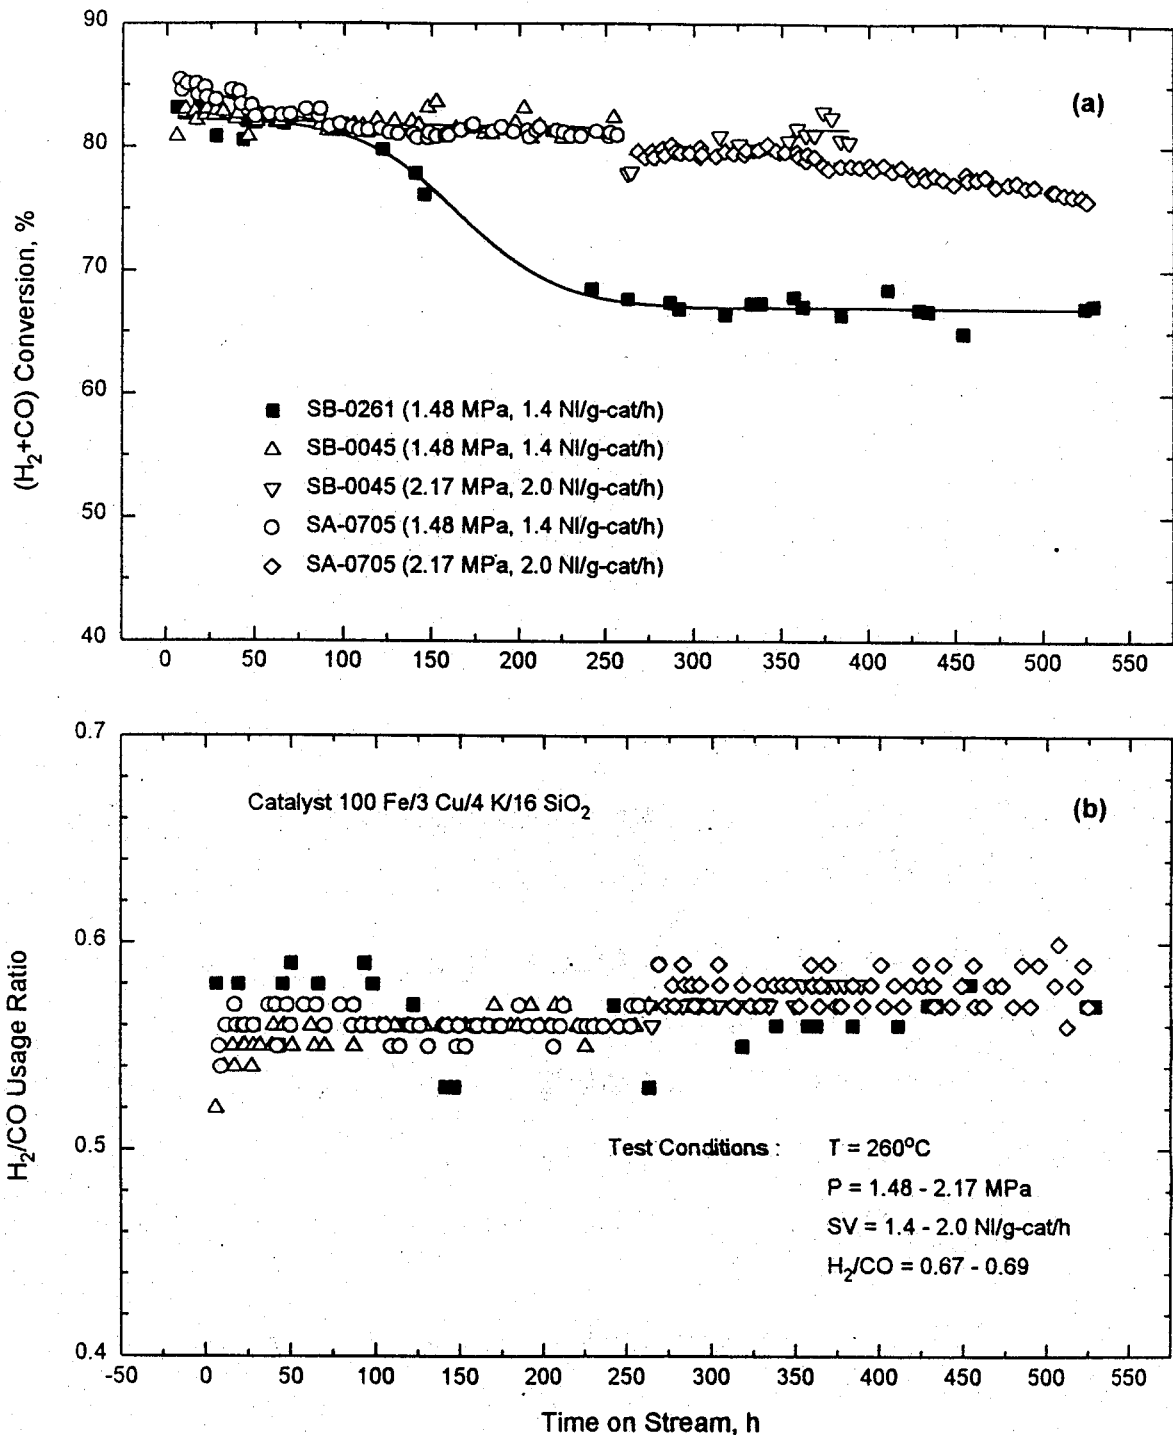 90
80
70
60
50
40
(H2+CO) Conversion, %
(a)
SB-0261 (1.48 MPa, 1.4 Nl/g-cat/h)
SB-0045 (1.48 MPa, 1.4 Nl/g-cat/h)
SB-0045 (2.17 MPa, 2.0 Nl/g-cat/h)
SA-0705 (1.48 MPa, 1.4 Nl/g-cat/h)
SA-0705 (2.17 MPa, 2.0 Nl/g-cat/h)
0 50 100 150 200 250 300 350 400 450 500 550
0.7
0.6
0.5
0.4
H2/CO Usage Ratio
Catalyst 100 Fe/3 Cu/4 K/16 SiO2
(b)
Test Conditions : T = 260°C
P = 1.48 - 2.17 MPa
SV = 1.4 - 2.0 Nl/g-cat/h
H2/CO = 0.67 - 0.69
-50 0 50 100 150 200 250 300 350 400 450 500 550
Time on Stream, h